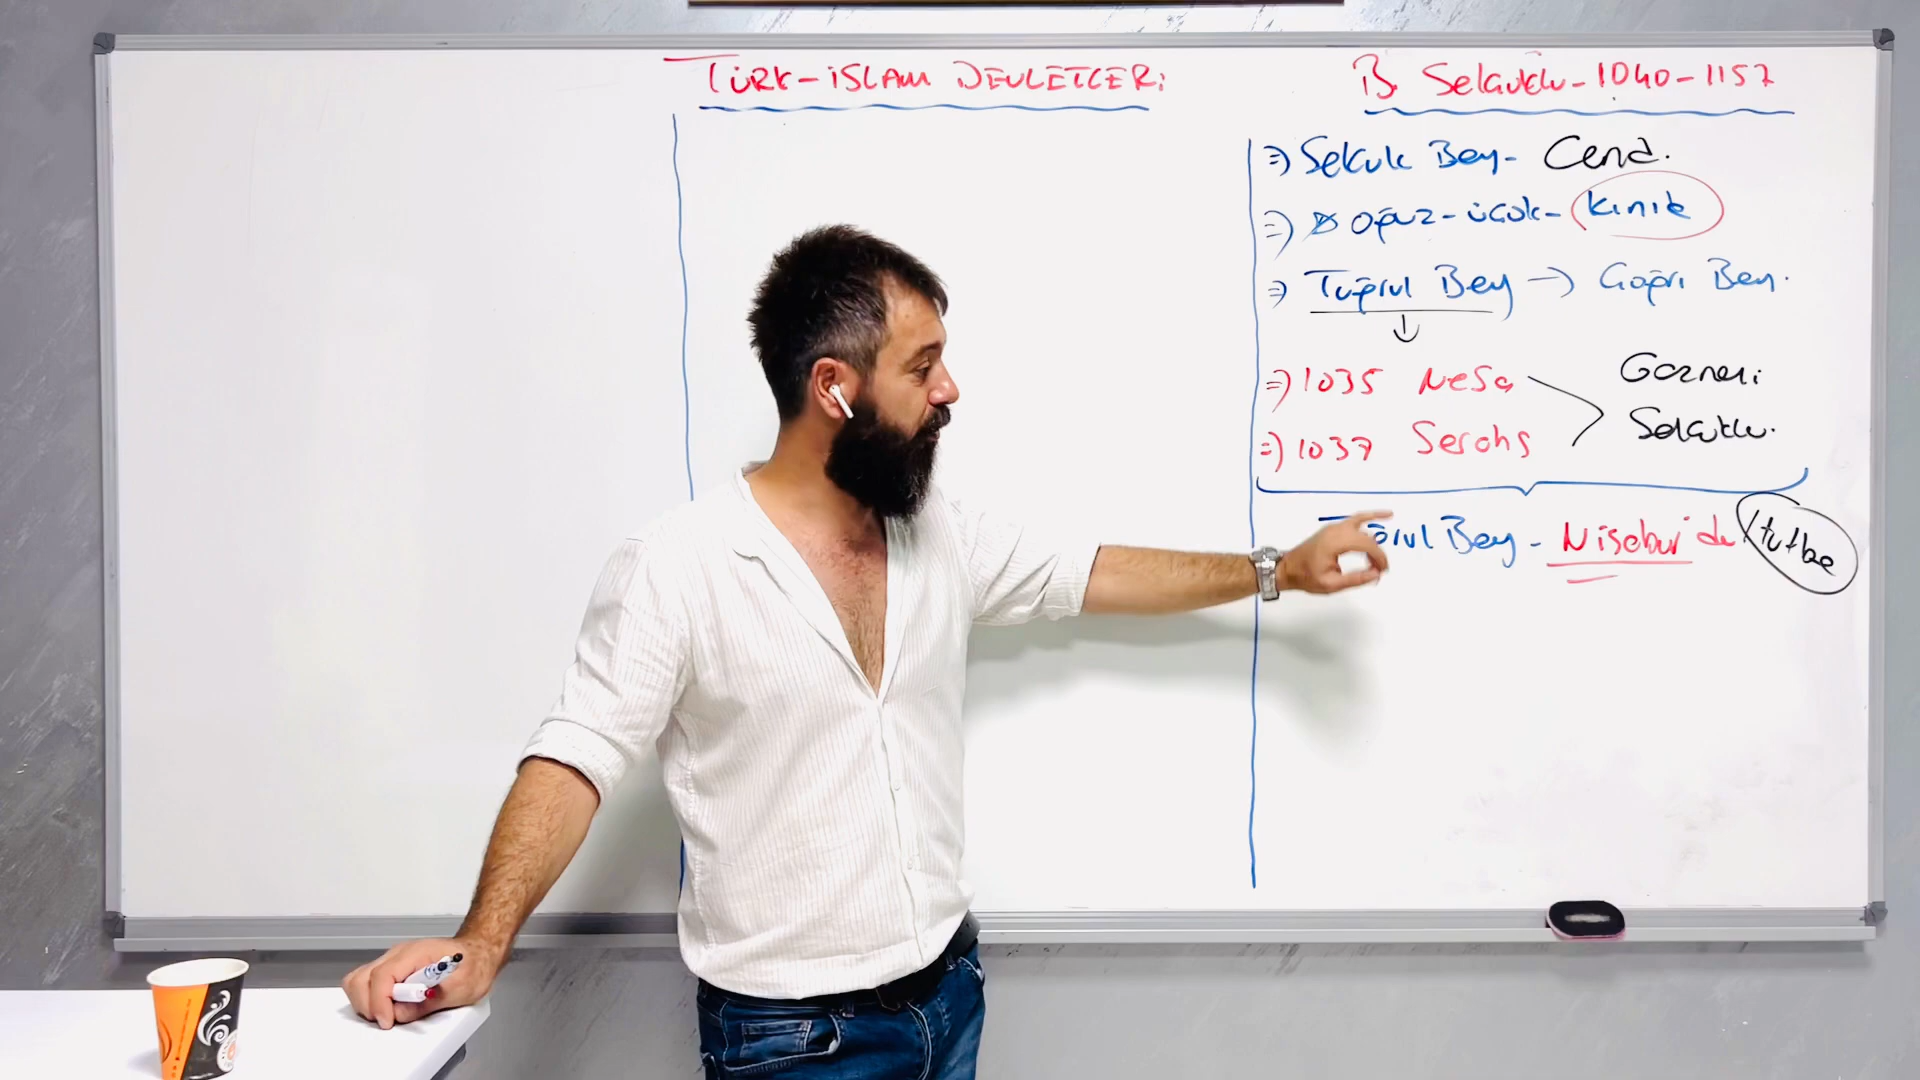 TÜRK-İSLAM DEVLETLERİ
B. Selçuklu-1040-1157
=> Selçuk Bey- Cend.
=> Oğuz-üçok- Kınık
=> Tuğrul Bey -> Çağrı Bey.
↓
=> 1035 Nesa
Gazneli
=> 1037 Serahs
Selçuklu.
Bey - Nişabur'da Hutbe